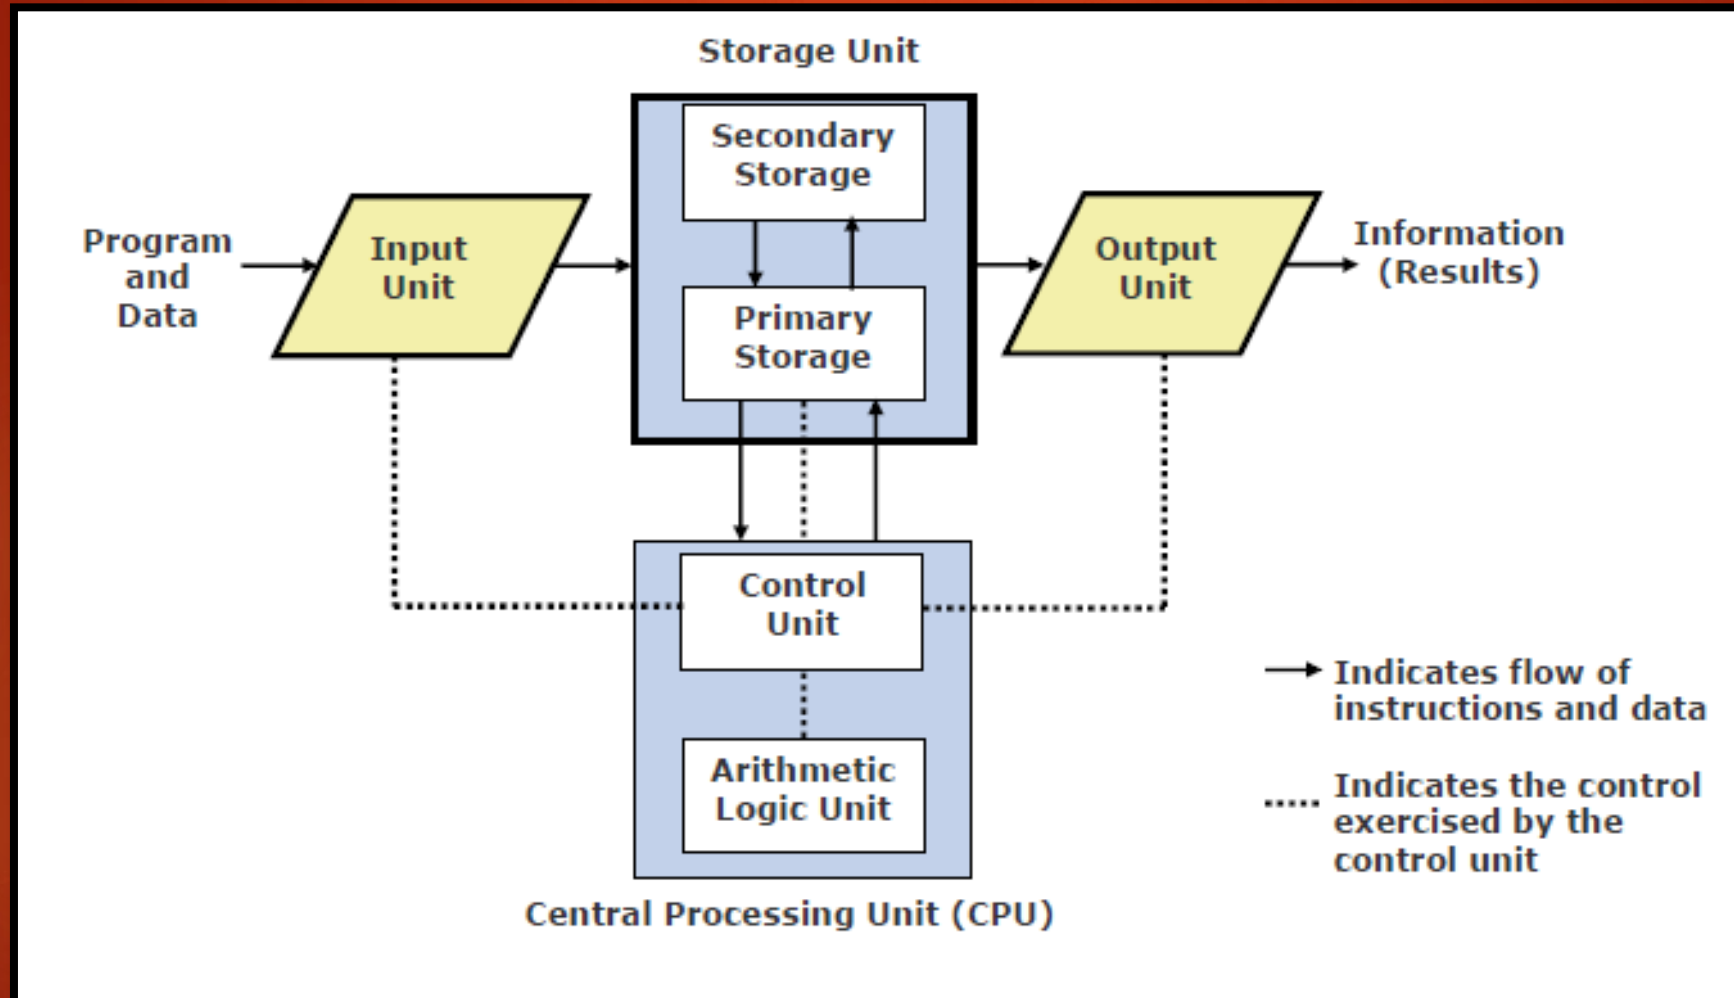 Storage Unit
Secondary
Storage
Program
and
Data
Input
Unit
Primary
Storage
Output
Unit
Information
(Results)
Control
Unit
Arithmetic
Logic Unit
Indicates flow of
instructions and data
Indicates the control
exercised by the
control unit
Central Processing Unit (CPU)